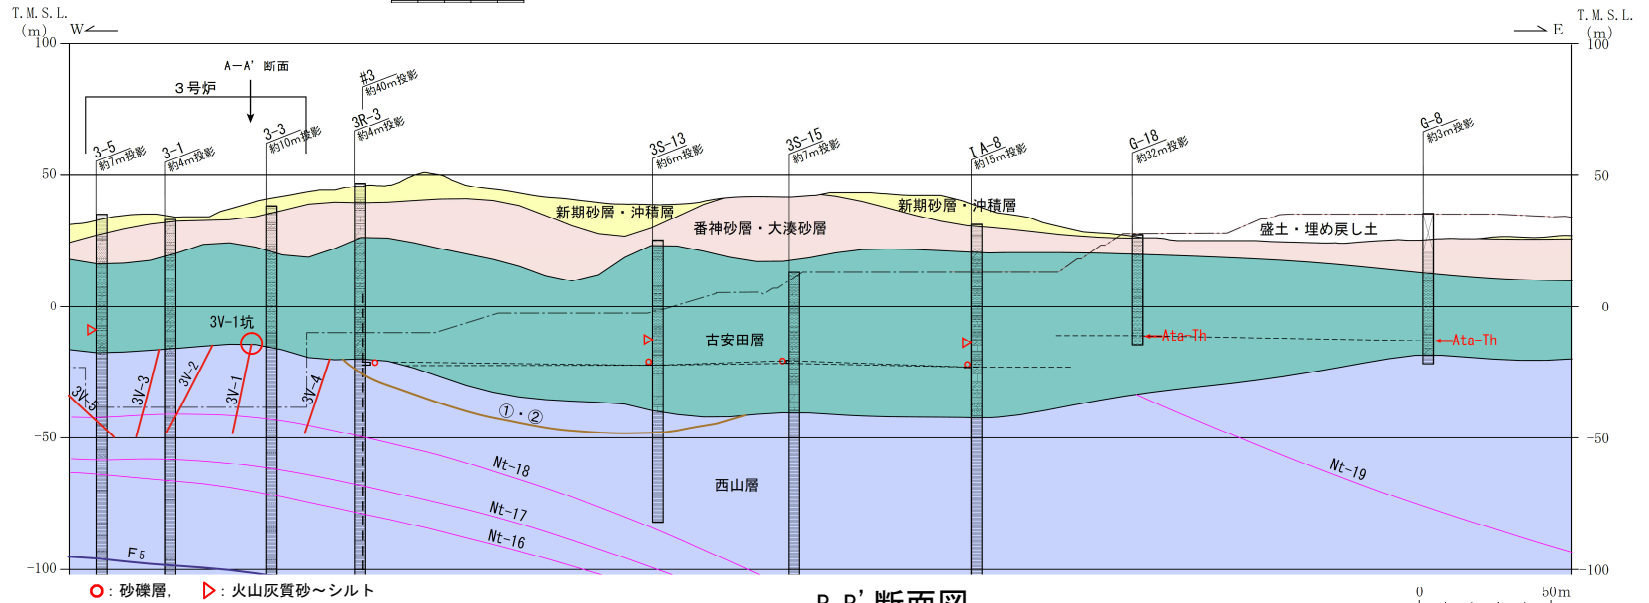 T.M.S.L.
(m)
W
E
T.M.S.L.
(m)
100
50
0
-50
-100
100
50
0
-50
-100
A-A' 断面
3号炉
3-5
約7m投影
3-1
約4m投影
3-3
約10m投影
#3
約40m投影
3R-3
約4m投影
3S-13
約6m投影
3S-15
約7m投影
TA-8
約15m投影
G-18
約32m投影
G-8
約3m投影
新期砂層・沖積層
番神砂層・大湊砂層
新期砂層・沖積層
盛土・埋め戻し土
3V-1坑
古安田層
Ata-Th
Ata-Th
3V-5
3V-3
3V-2
3V-1
3V-4
①・②
Nt-18
Nt-17
Nt-16
Nt-19
西山層
F5
○: 砂礫層,
▷: 火山灰質砂～シルト
B-B' 断面図
0
50m